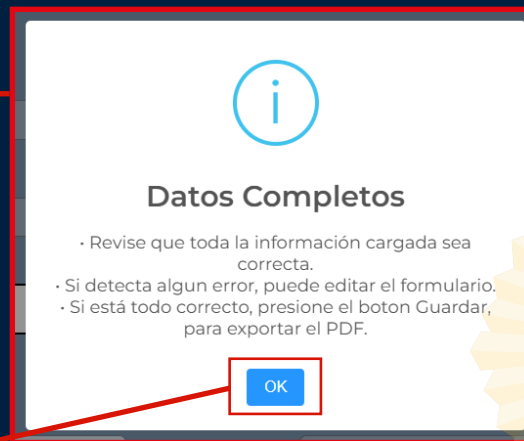 Datos Completos
· Revise que toda la información cargada sea
correcta.
· Si detecta algun error, puede editar el formulario.
· Si está todo correcto, presione el boton Guardar,
para exportar el PDF.
OK